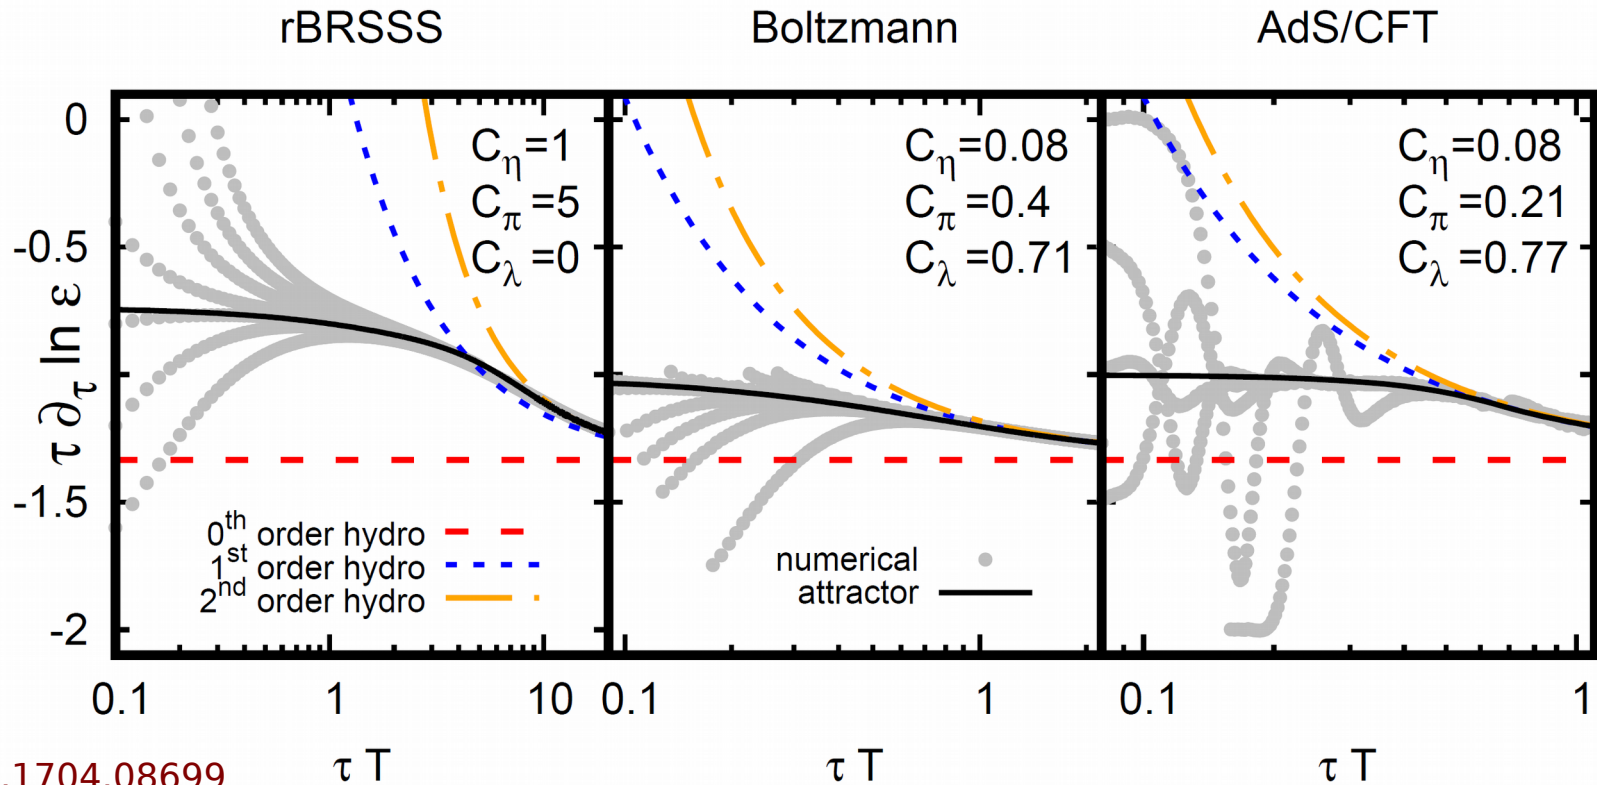 rBRSSS
Boltzmann
AdS/CFT
τ ∂τ ln ε
0
-0.5
-1.5
-2
Cη=1
Cπ=5
Cλ=0
0th order hydro
1st order hydro
2nd order hydro
Cη=0.08
Cπ=0.4
Cλ=0.71
numerical
attractor
Cη=0.08
Cπ=0.21
Cλ=0.77
0.1 1 10
0.1 1
0.1 1
τ T
τ T
τ T
.1704.08699